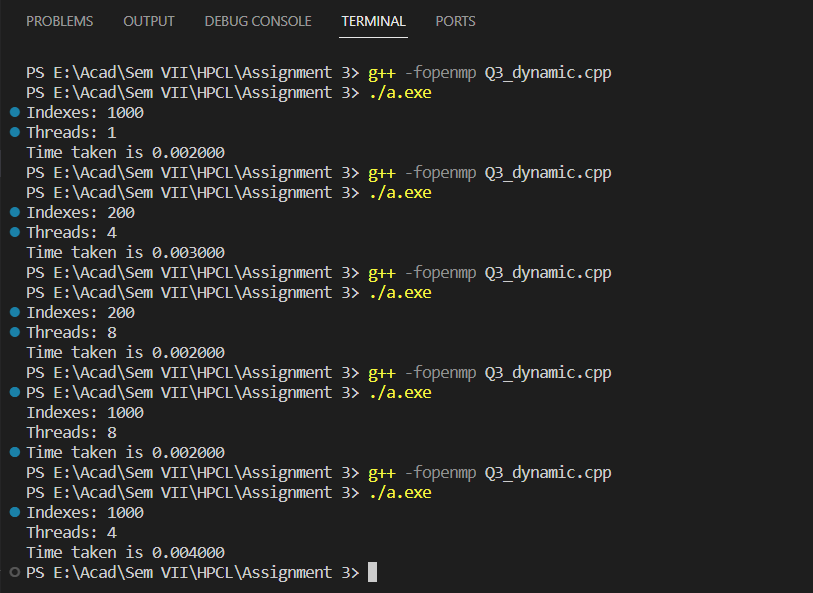 PROBLEMS OUTPUT DEBUG CONSOLE TERMINAL PORTS
PS E:\Acad\Sem VII\HPCL\Assignment 3> g++ -fopenmp Q3_dynamic.cpp
PS E:\Acad\Sem VII\HPCL\Assignment 3> ./a.exe
Indexes: 1000
Threads: 1
Time taken is 0.002000
PS E:\Acad\Sem VII\HPCL\Assignment 3> g++ -fopenmp Q3_dynamic.cpp
PS E:\Acad\Sem VII\HPCL\Assignment 3> ./a.exe
Indexes: 200
Threads: 4
Time taken is 0.003000
PS E:\Acad\Sem VII\HPCL\Assignment 3> g++ -fopenmp Q3_dynamic.cpp
PS E:\Acad\Sem VII\HPCL\Assignment 3> ./a.exe
Indexes: 200
Threads: 8
Time taken is 0.002000
PS E:\Acad\Sem VII\HPCL\Assignment 3> g++ -fopenmp Q3_dynamic.cpp
PS E:\Acad\Sem VII\HPCL\Assignment 3> ./a.exe
Indexes: 1000
Threads: 8
Time taken is 0.002000
PS E:\Acad\Sem VII\HPCL\Assignment 3> g++ -fopenmp Q3_dynamic.cpp
PS E:\Acad\Sem VII\HPCL\Assignment 3> ./a.exe
Indexes: 1000
Threads: 4
Time taken is 0.004000
PS E:\Acad\Sem VII\HPCL\Assignment 3>